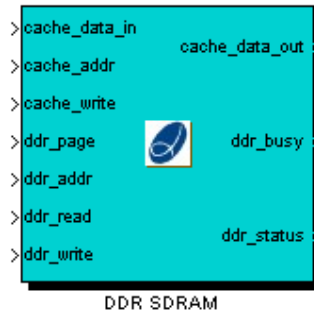 cache_data_in
cache_data_out
cache_addr
cache_write
ddr_page
ddr_busy
ddr_addr
ddr_read
ddr_status
ddr_write
DDR SDRAM